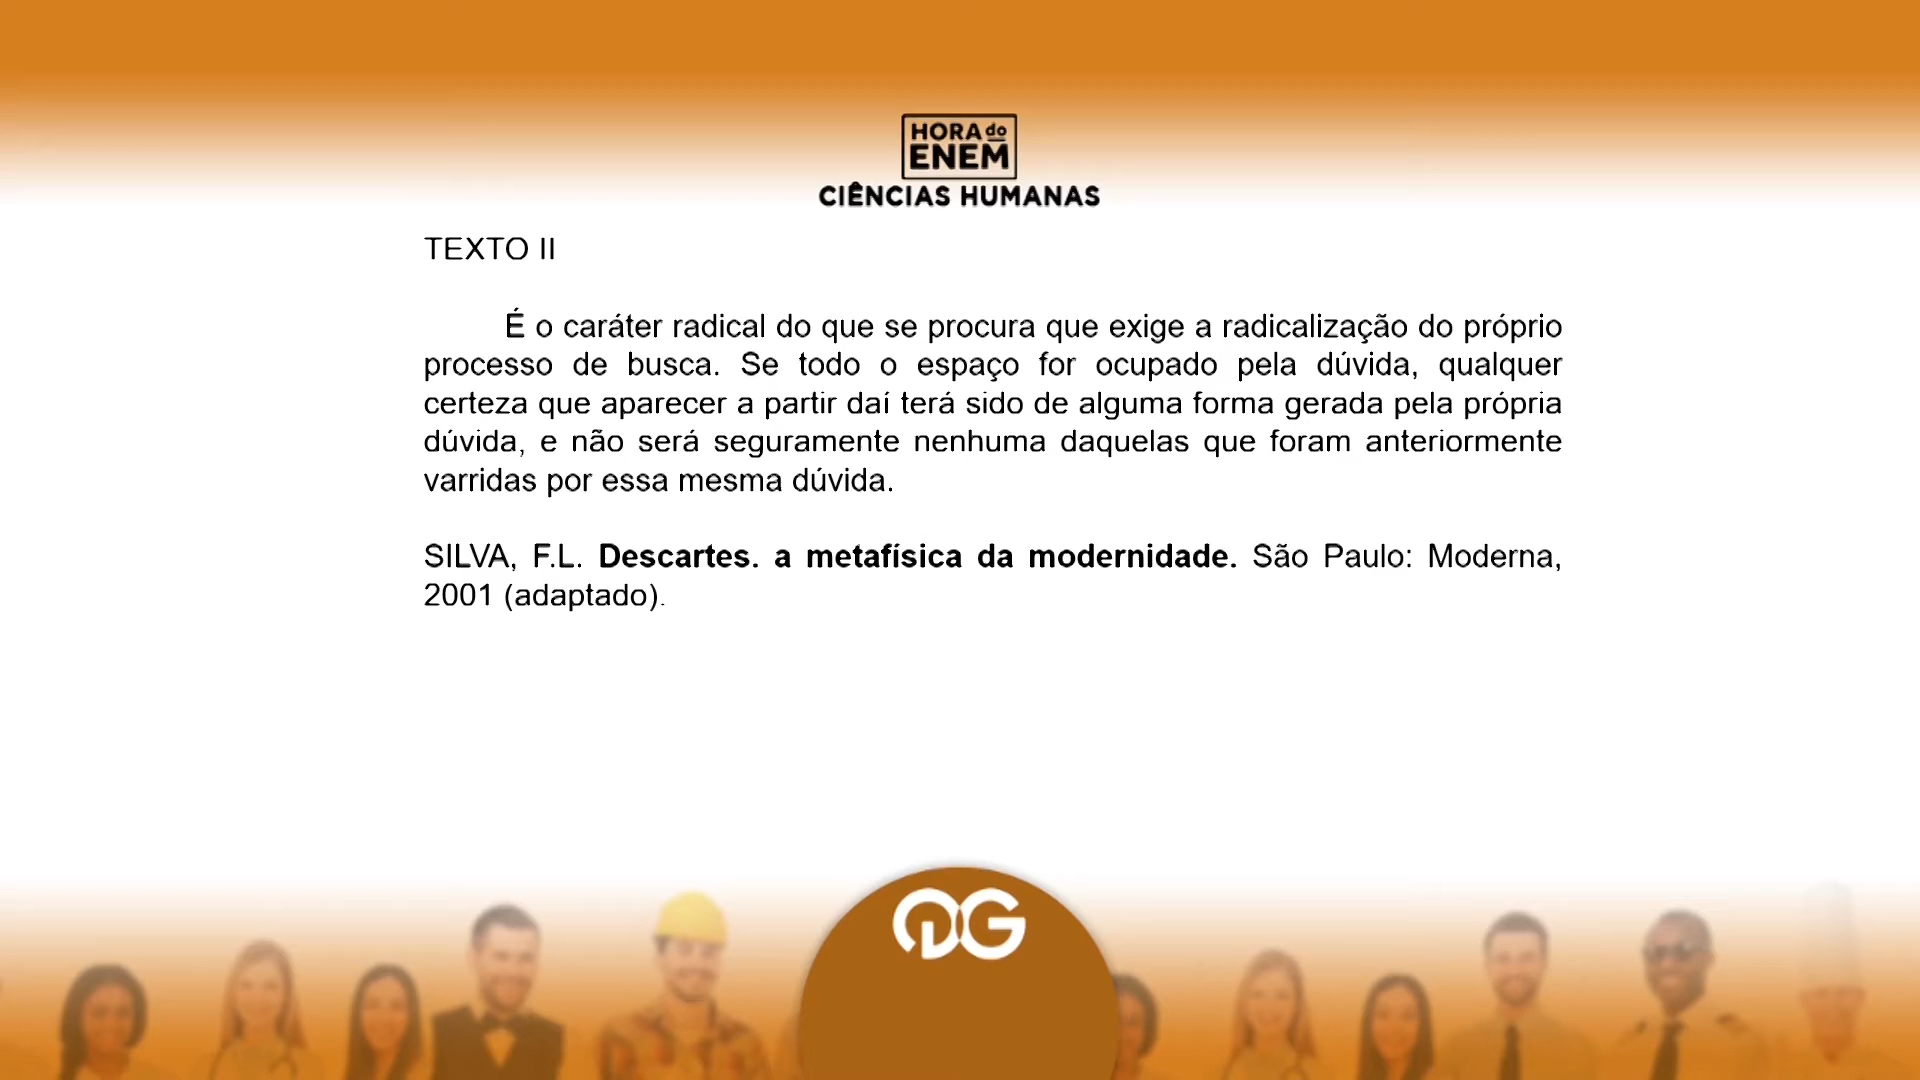 HORA do
ENEM
CIÊNCIAS HUMANAS
TEXTO II
É o caráter radical do que se procura que exige a radicalização do próprio
processo de busca. Se todo o espaço for ocupado pela dúvida, qualquer
certeza que aparecer a partir daí terá sido de alguma forma gerada pela própria
dúvida, e não será seguramente nenhuma daquelas que foram anteriormente
varridas por essa mesma dúvida.
SILVA, F.L. Descartes. a metafísica da modernidade. São Paulo: Moderna,
2001 (adaptado).